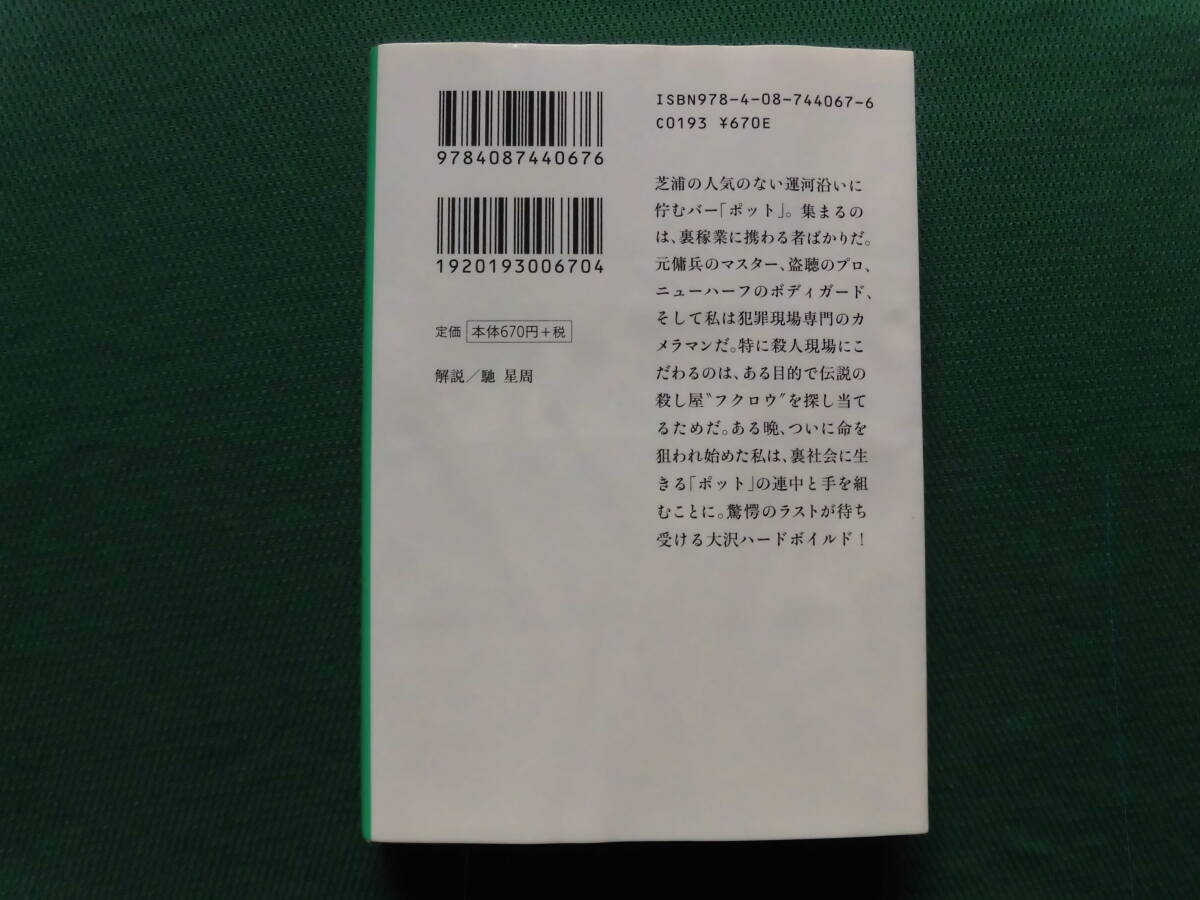 9784087440676
1920193006704
定価 本体670円+税
解説／馳 星周
ISBN978-4-08-744067-6
C0193 ¥670E
芝浦の人気のない運河沿いに
佇むバー「ポット」。集まるの
は、裏稼業に携わる者ばかりだ。
元傭兵のマスター、盗聴のプロ、
ニューハーフのボディガード、
そして私は犯罪現場専門のカ
メラマンだ。特に殺人現場にこ
だわるのは、ある目的で伝説の
殺し屋〝フクロウ〟を探し当て
るためだ。ある晩、ついに命を
狙われ始めた私は、裏社会に生
きる「ポット」の連中と手を組
むことに。驚愕のラストが待ち
受ける大沢ハードボイルド！